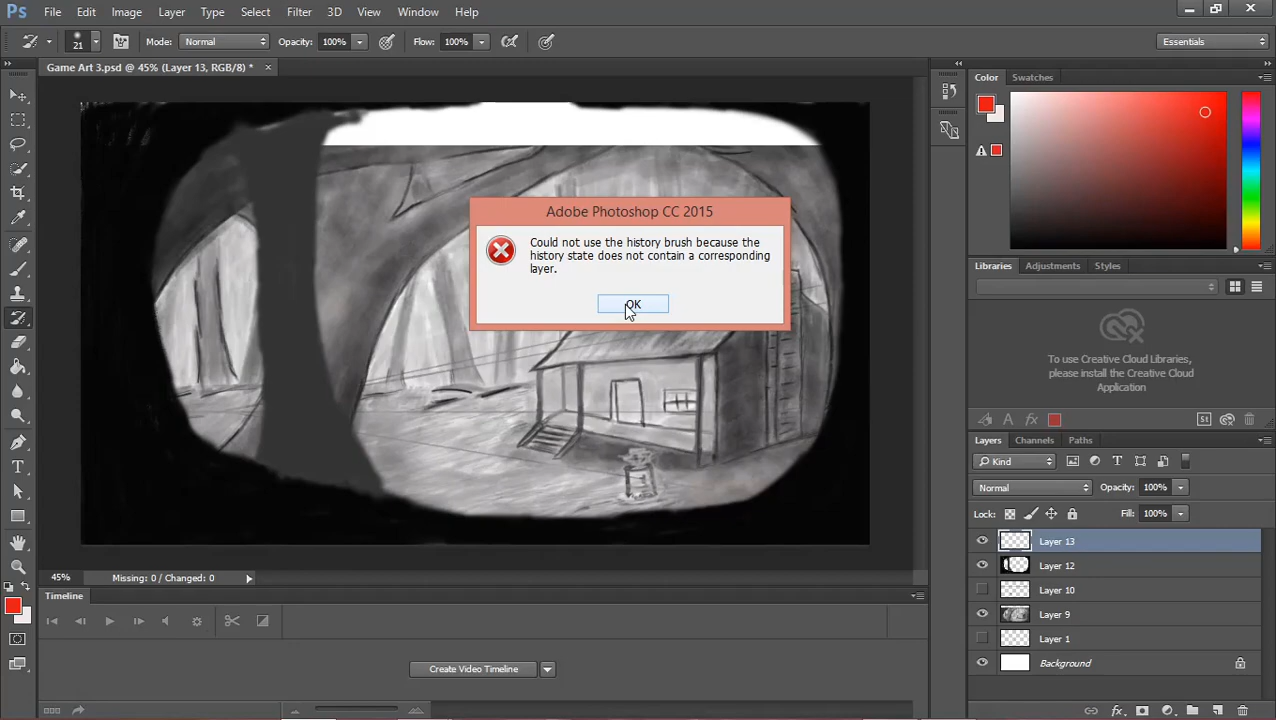 Ps File Edit Image Layer Type Select Filter 3D View Window Help
21 Mode: Normal Opacity: 100% Flow: 100% Essentials
Game Art 3.psd @ 45% (Layer 13, RGB/8) *
Color Swatches
Adobe Photoshop CC 2015
Could not use the history brush because the
history state does not contain a corresponding
layer.
OK
Libraries Adjustments Styles
To use Creative Cloud Libraries,
please install the Creative Cloud
Application
St
Layers Channels Paths
Kind
Normal Opacity: 100%
Lock: Fill: 100%
Layer 13
Layer 12
Layer 10
Layer 9
Layer 1
Background
45% Missing: 0 / Changed: 0
Timeline
Create Video Timeline